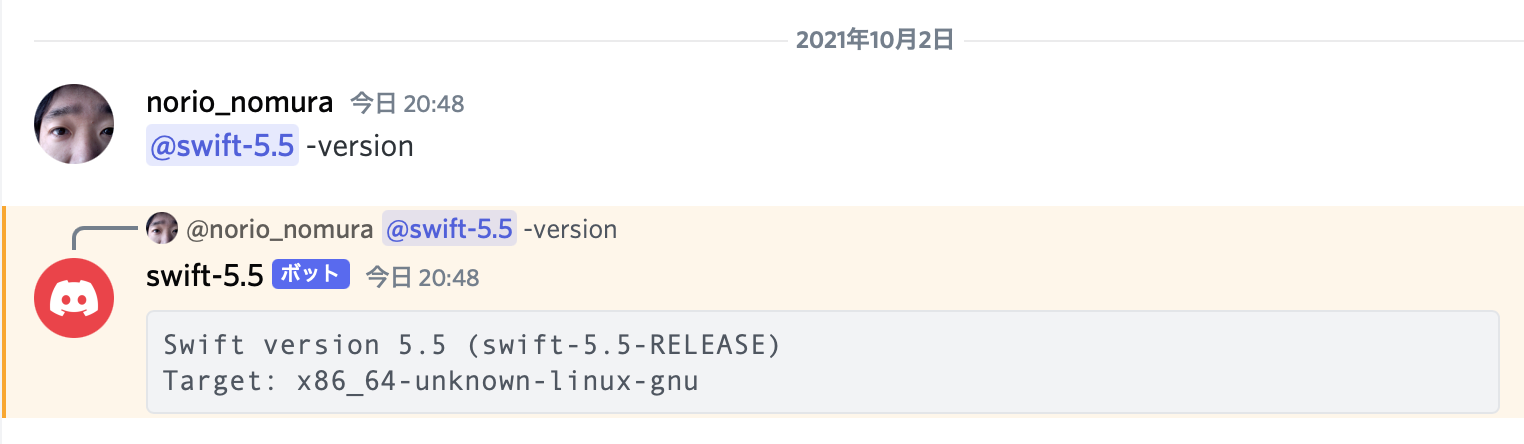 2021年10月2日
norio_nomura 今日 20:48
@swift-5.5 -version
@norio_nomura @swift-5.5 -version
swift-5.5 ボット 今日 20:48
Swift version 5.5 (swift-5.5-RELEASE)
Target: x86_64-unknown-linux-gnu